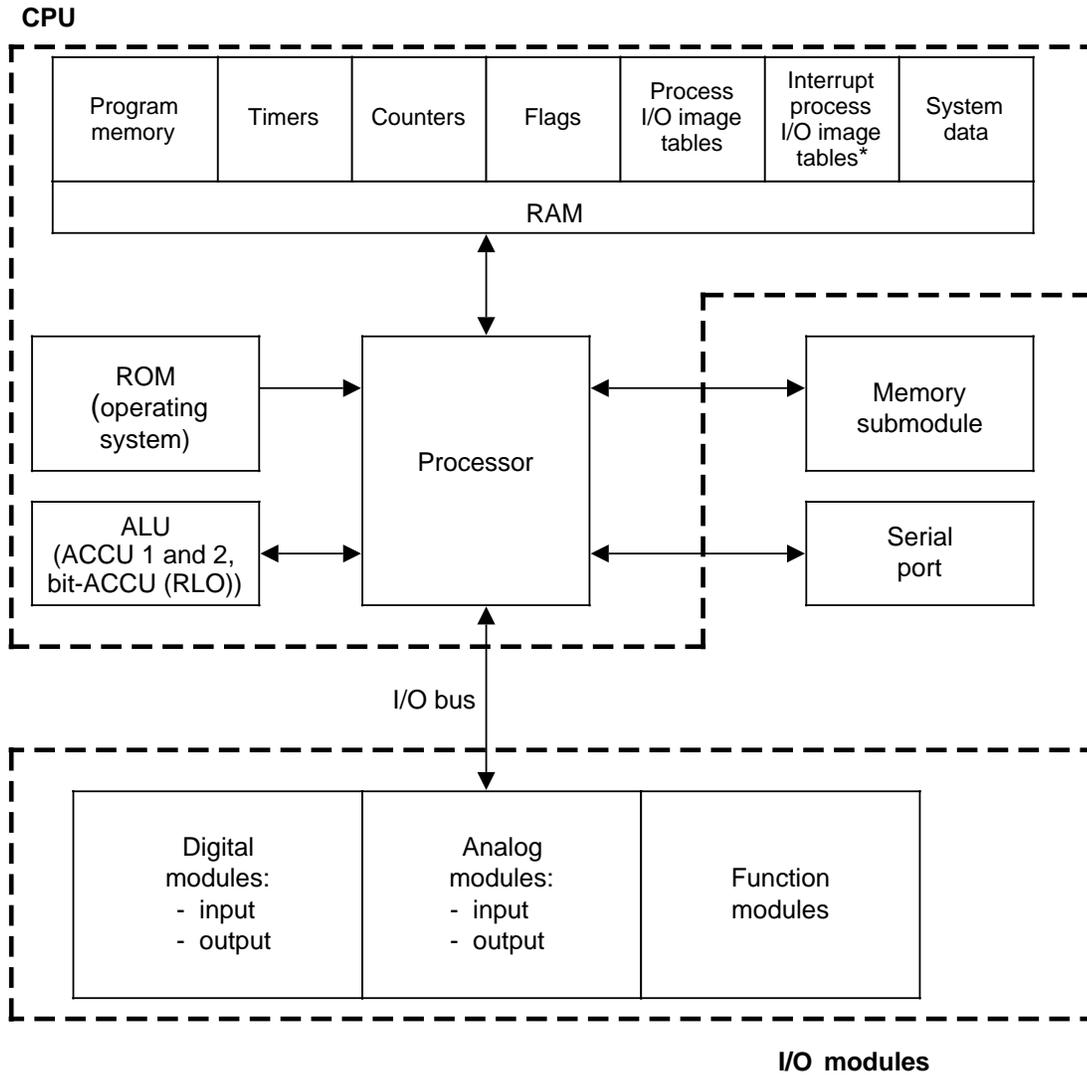 CPU
Program
memory
Timers
Counters
Flags
Process
I/O image
tables
Interrupt
process
I/O image
tables*
System
data
RAM
ROM
(operating
system)
Processor
Memory
submodule
ALU
(ACCU 1 and 2,
bit-ACCU (RLO))
Serial
port
I/O bus
Digital
modules:
- input
- output
Analog
modules:
- input
- output
Function
modules
I/O modules